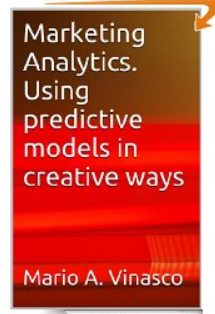 Marketing
Analytics.
Using
predictive
models in
creative ways
Mario A. Vinasco